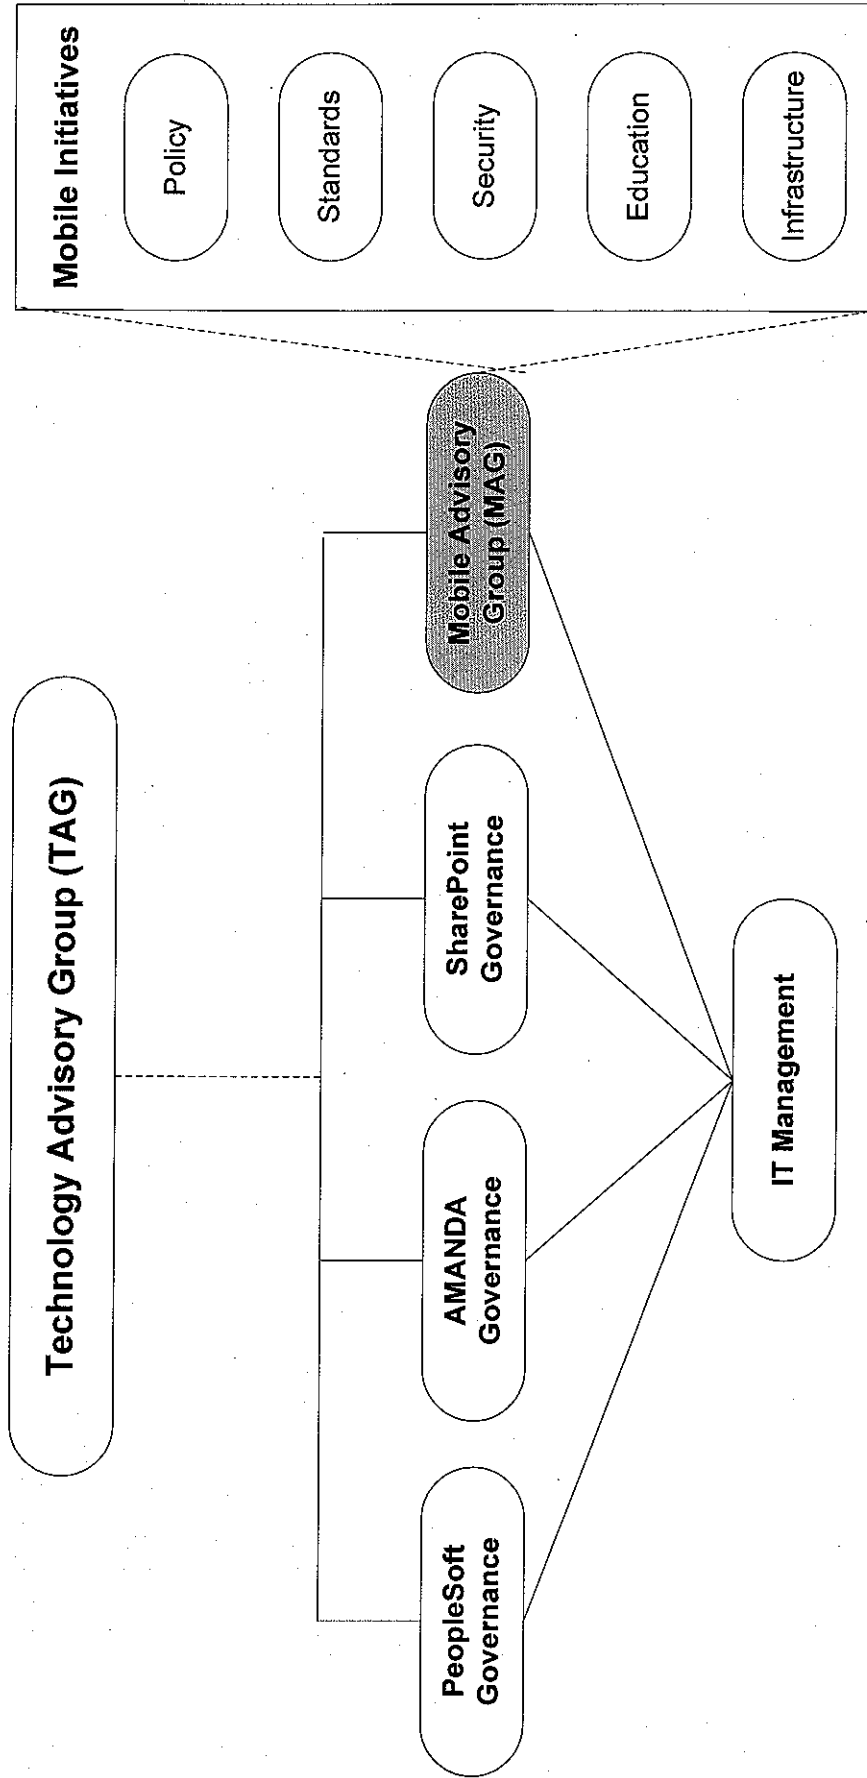 Technology Advisory Group (TAG)
PeopleSoft
Governance
AMANDA
Governance
SharePoint
Governance
Mobile Advisory
Group (MAG)
IT Management
Mobile Initiatives
Policy
Standards
Security
Education
Infrastructure